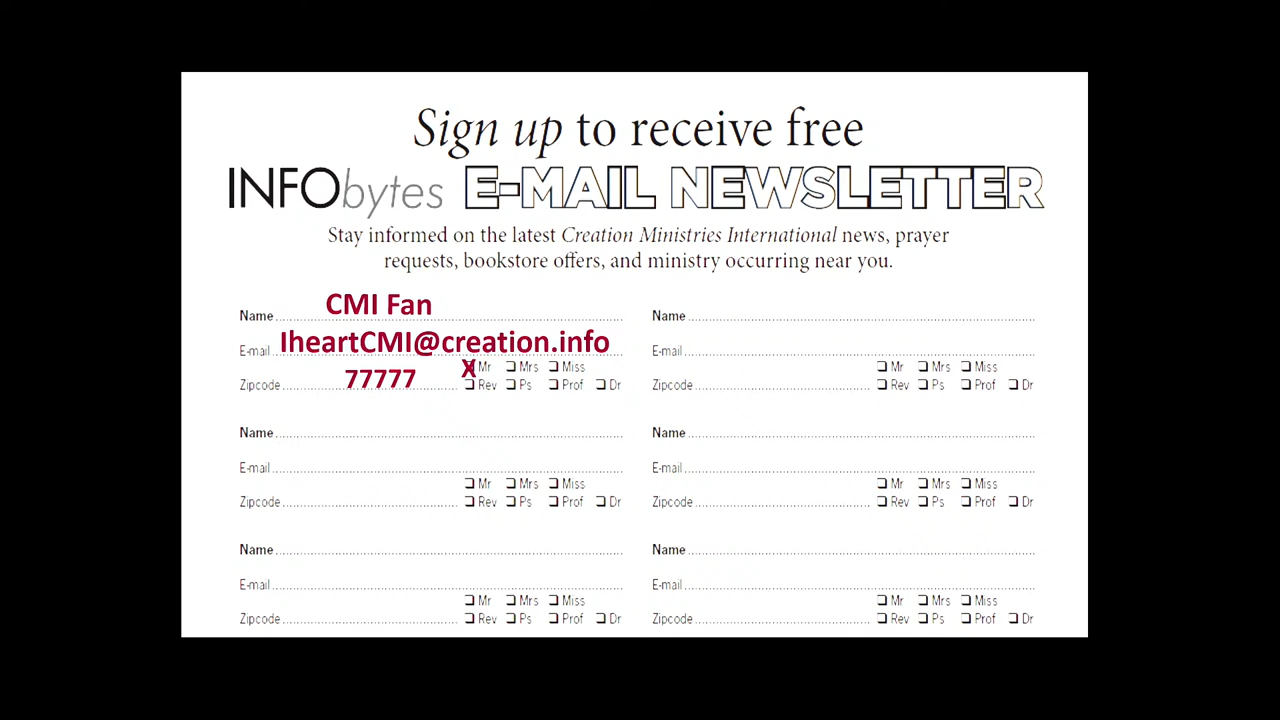 Sign up to receive free
INFObytes E-MAIL NEWSLETTER
Stay informed on the latest Creation Ministries International news, prayer
requests, bookstore offers, and ministry occurring near you.
Name CMI Fan
E-mail IheartCMI@creation.info
X Mr Mrs Miss
Zipcode 77777 Rev Ps Prof Dr
Name
E-mail
Mr Mrs Miss
Zipcode Rev Ps Prof Dr
Name
E-mail
Mr Mrs Miss
Zipcode Rev Ps Prof Dr
Name
E-mail
Mr Mrs Miss
Zipcode Rev Ps Prof Dr
Name
E-mail
Mr Mrs Miss
Zipcode Rev Ps Prof Dr
Name
E-mail
Mr Mrs Miss
Zipcode Rev Ps Prof Dr